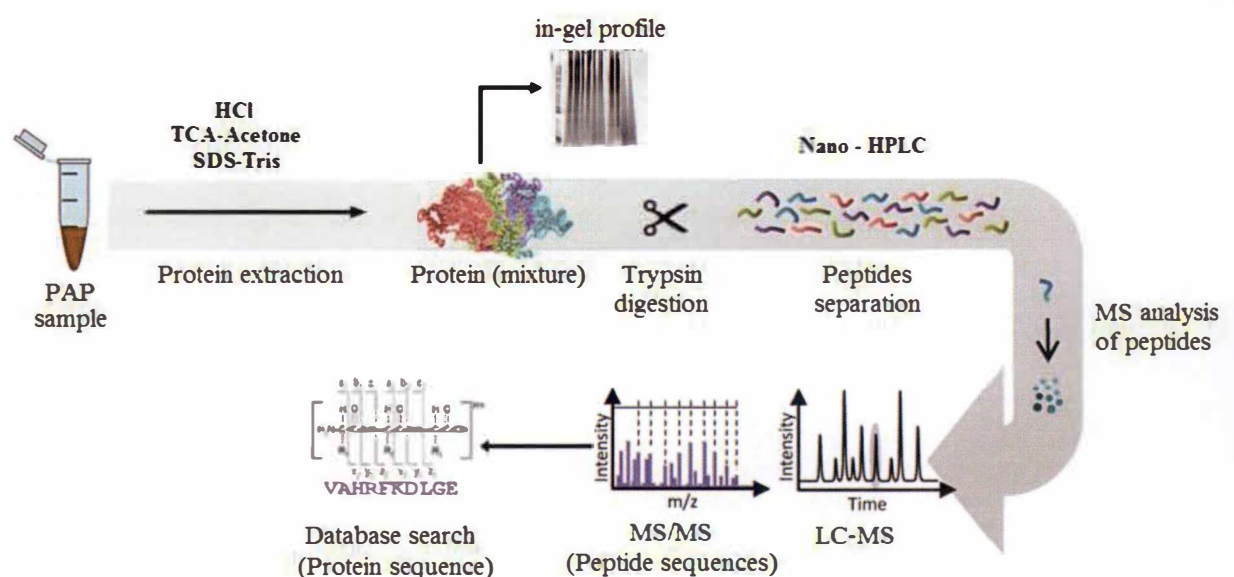 in-gel profile
HCl
TCA-Acetone
SDS-Tris
Nano - HPLC
Protein extraction
Protein (mixture)
Trypsin
digestion
Peptides
separation
PAP
sample
MS analysis
of peptides
Intensity
m/z
Intensity
Time
VAHRFKDLGE
Database search
(Protein sequence)
MS/MS
(Peptide sequences)
LC-MS